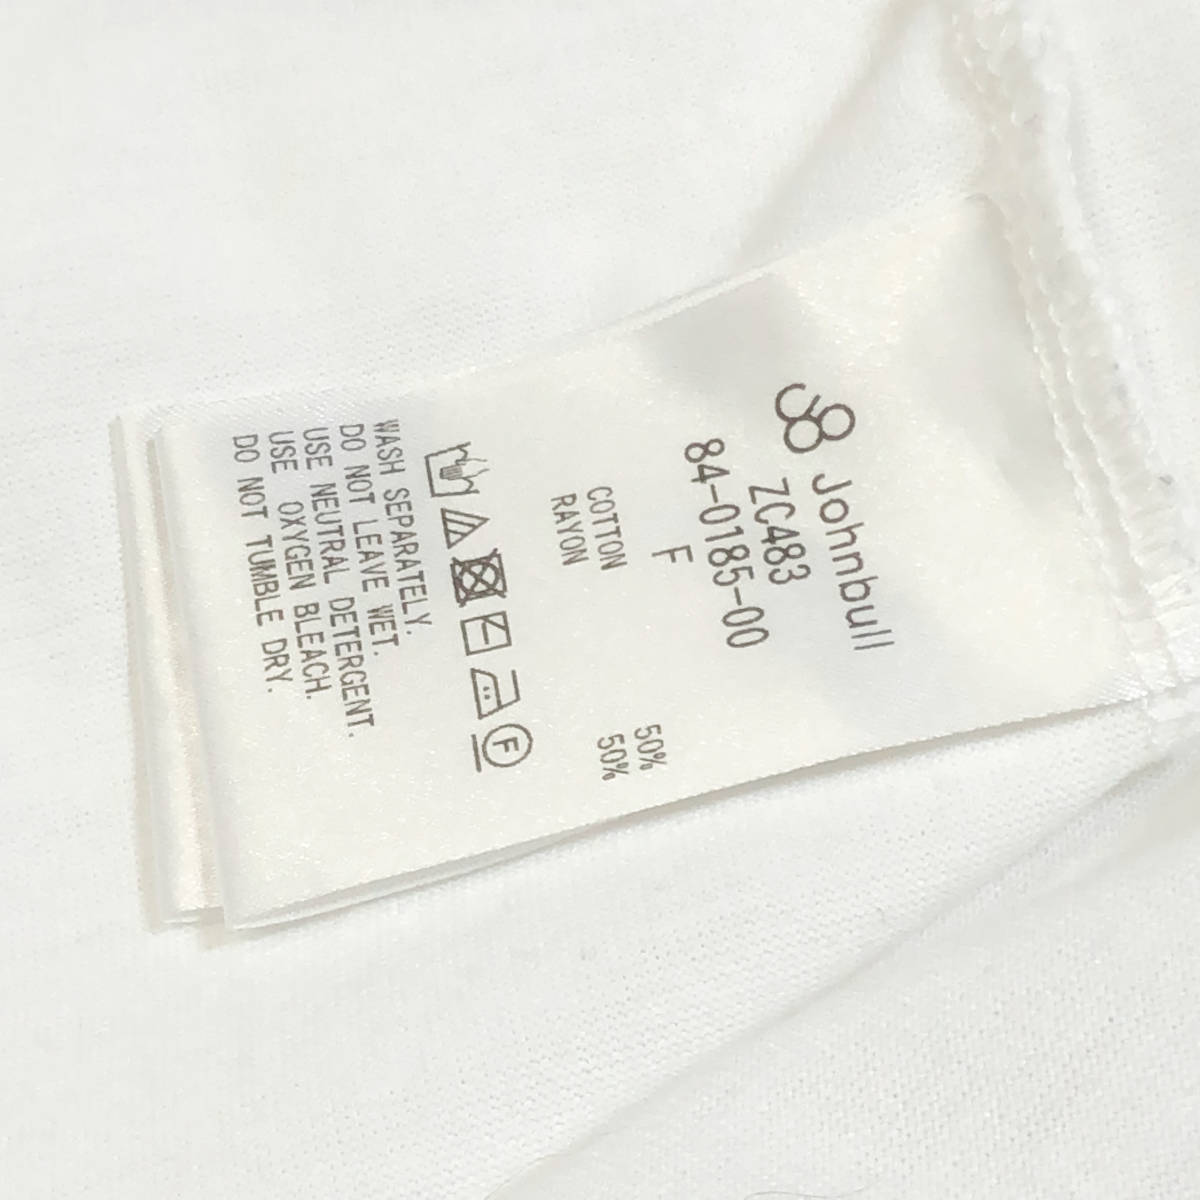 Johnbull
ZC483
84-0185-00
F
COTTON 50%
RAYON 50%
F
WASH SEPARATELY.
DO NOT LEAVE WET.
USE NEUTRAL DETERGENT.
USE OXYGEN BLEACH.
DO NOT TUMBLE DRY.